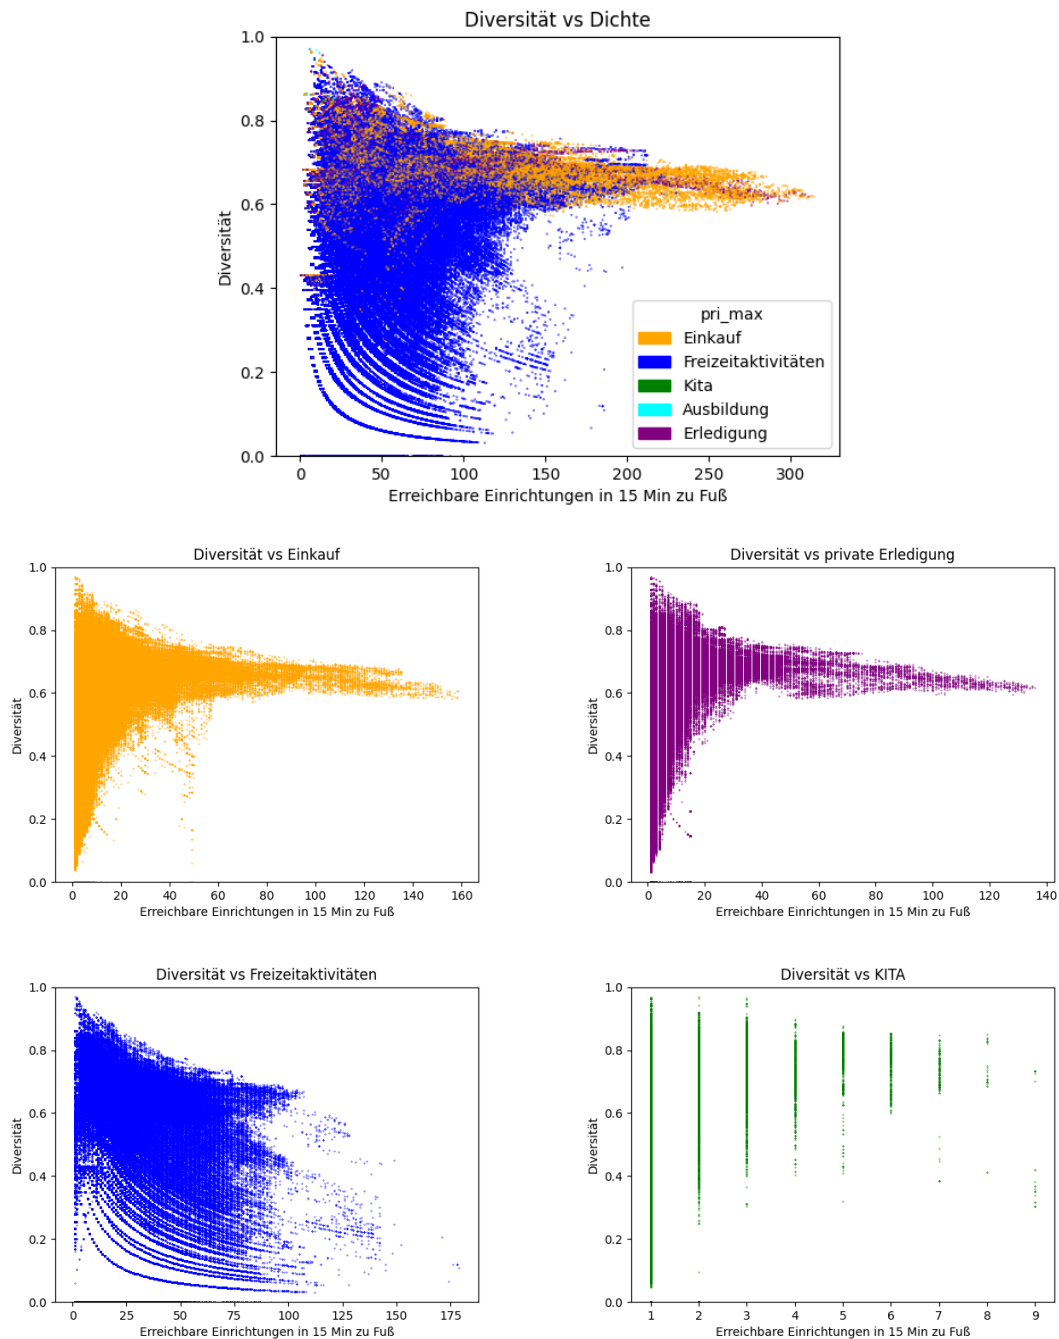 Diversität vs Dichte
1.0
0.8
0.6
0.4
0.2
0.0
Diversität
pri_max
Einkauf
Freizeitaktivitäten
Kita
Ausbildung
Erledigung
0 50 100 150 200 250 300
Erreichbare Einrichtungen in 15 Min zu Fuß
Diversität vs Einkauf
1.0
0.8
0.6
0.4
0.2
0.0
Diversität
0 20 40 60 80 100 120 140 160
Erreichbare Einrichtungen in 15 Min zu Fuß
Diversität vs private Erledigung
1.0
0.8
0.6
0.4
0.2
0.0
Diversität
0 20 40 60 80 100 120 140
Erreichbare Einrichtungen in 15 Min zu Fuß
Diversität vs Freizeitaktivitäten
1.0
0.8
0.6
0.4
0.2
0.0
Diversität
0 25 50 75 100 125 150 175
Erreichbare Einrichtungen in 15 Min zu Fuß
Diversität vs KITA
1.0
0.8
0.6
0.4
0.2
0.0
Diversität
1 2 3 4 5 6 7 8 9
Erreichbare Einrichtungen in 15 Min zu Fuß